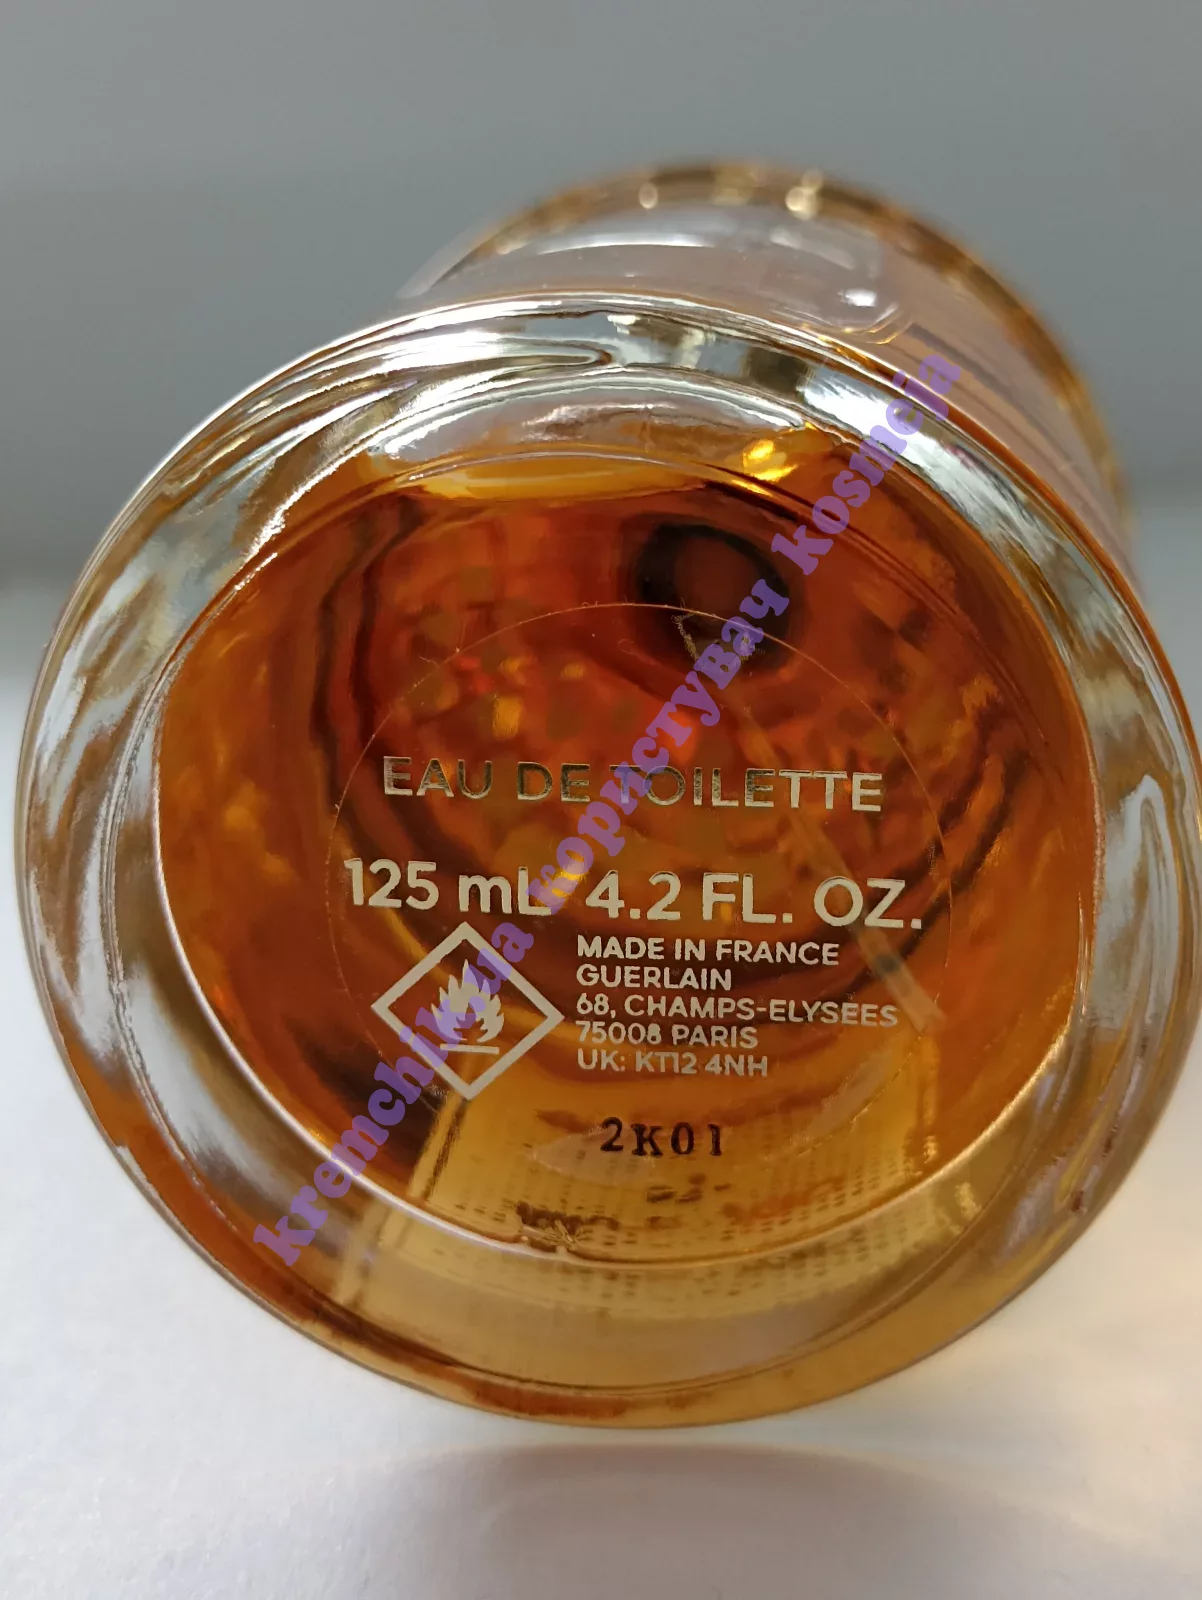 EAU DE TOILETTE
125 mL 4.2 FL. OZ.
MADE IN FRANCE
GUERLAIN
68, CHAMPS-ELYSEES
75008 PARIS
UK: KT12 4NH
2K01
kremchik.ua користуВач kosmeja